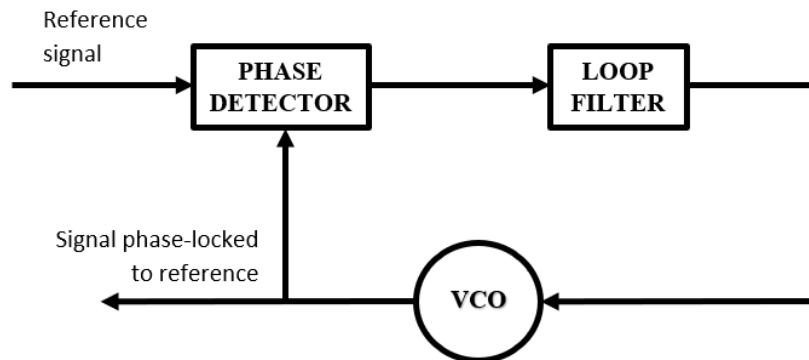 Reference
signal
PHASE
DETECTOR
LOOP
FILTER
Signal phase-locked
to reference
VCO